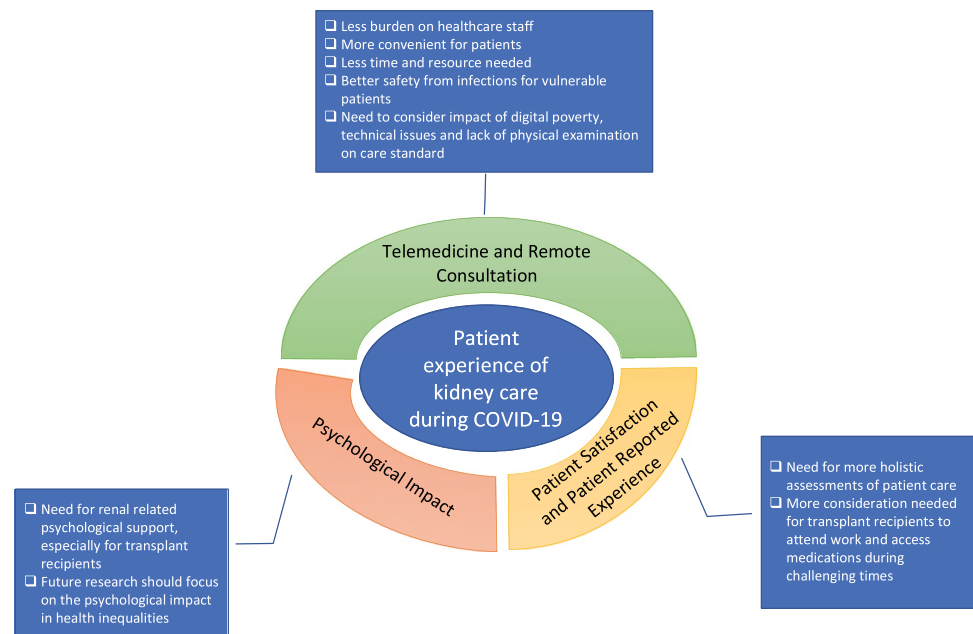 ❑ Less burden on healthcare staff
❑ More convenient for patients
❑ Less time and resource needed
❑ Better safety from infections for vulnerable
patients
❑ Need to consider impact of digital poverty,
technical issues and lack of physical examination
on care standard
Telemedicine and Remote
Consultation
Patient
experience of
kidney care
during COVID-19
Psychological Impact
Patient Satisfaction
and Patient Reported
Experience
❑ Need for more holistic
assessments of patient care
❑ More consideration needed
for transplant recipients to
attend work and access
medications during
challenging times
❑ Need for renal related
psychological support,
especially for transplant
recipients
❑ Future research should focus
on the psychological impact
in health inequalities